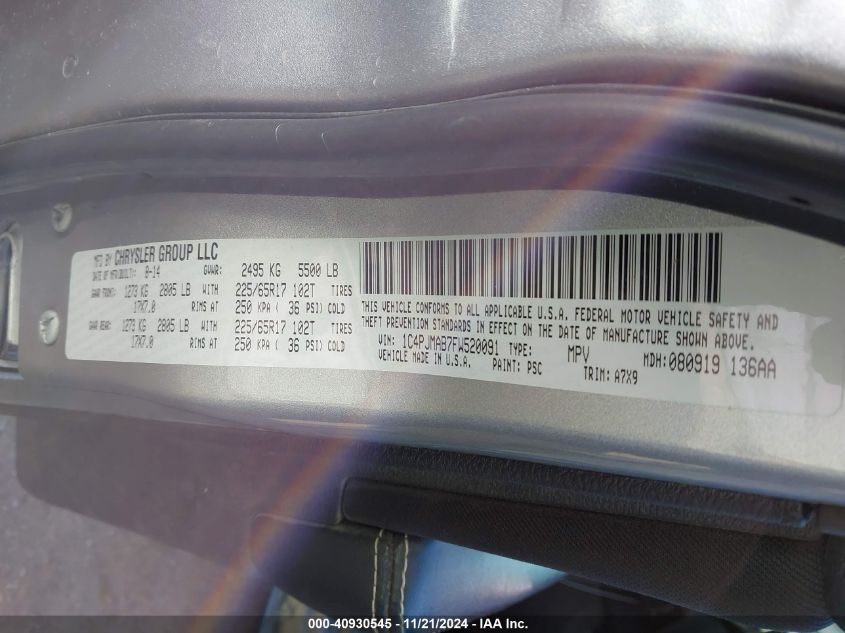 MFD BY CHRYSLER GROUP LLC
DATE OF MFR/BUILT: 8-14 GVWR: 2495 KG 5500 LB
GAWR FRONT: 1273 KG 2805 LB WITH 225/65R17 102T TIRES
17X7.0 RIMS AT 250 KPA ( 36 PSI) COLD
GAWR REAR: 1273 KG 2805 LB WITH 225/65R17 102T TIRES
17X7.0 RIMS AT 250 KPA ( 36 PSI) COLD
THIS VEHICLE CONFORMS TO ALL APPLICABLE U.S.A. FEDERAL MOTOR VEHICLE SAFETY AND
THEFT PREVENTION STANDARDS IN EFFECT ON THE DATE OF MANUFACTURE SHOWN ABOVE.
VIN: 1C4PJMAB7FW520091 TYPE: MPV MDH: 080919 136AA
VEHICLE MADE IN U.S.A. PAINT: PSC TRIM: A7X9
000-40930545 - 11/21/2024 - IAA Inc.